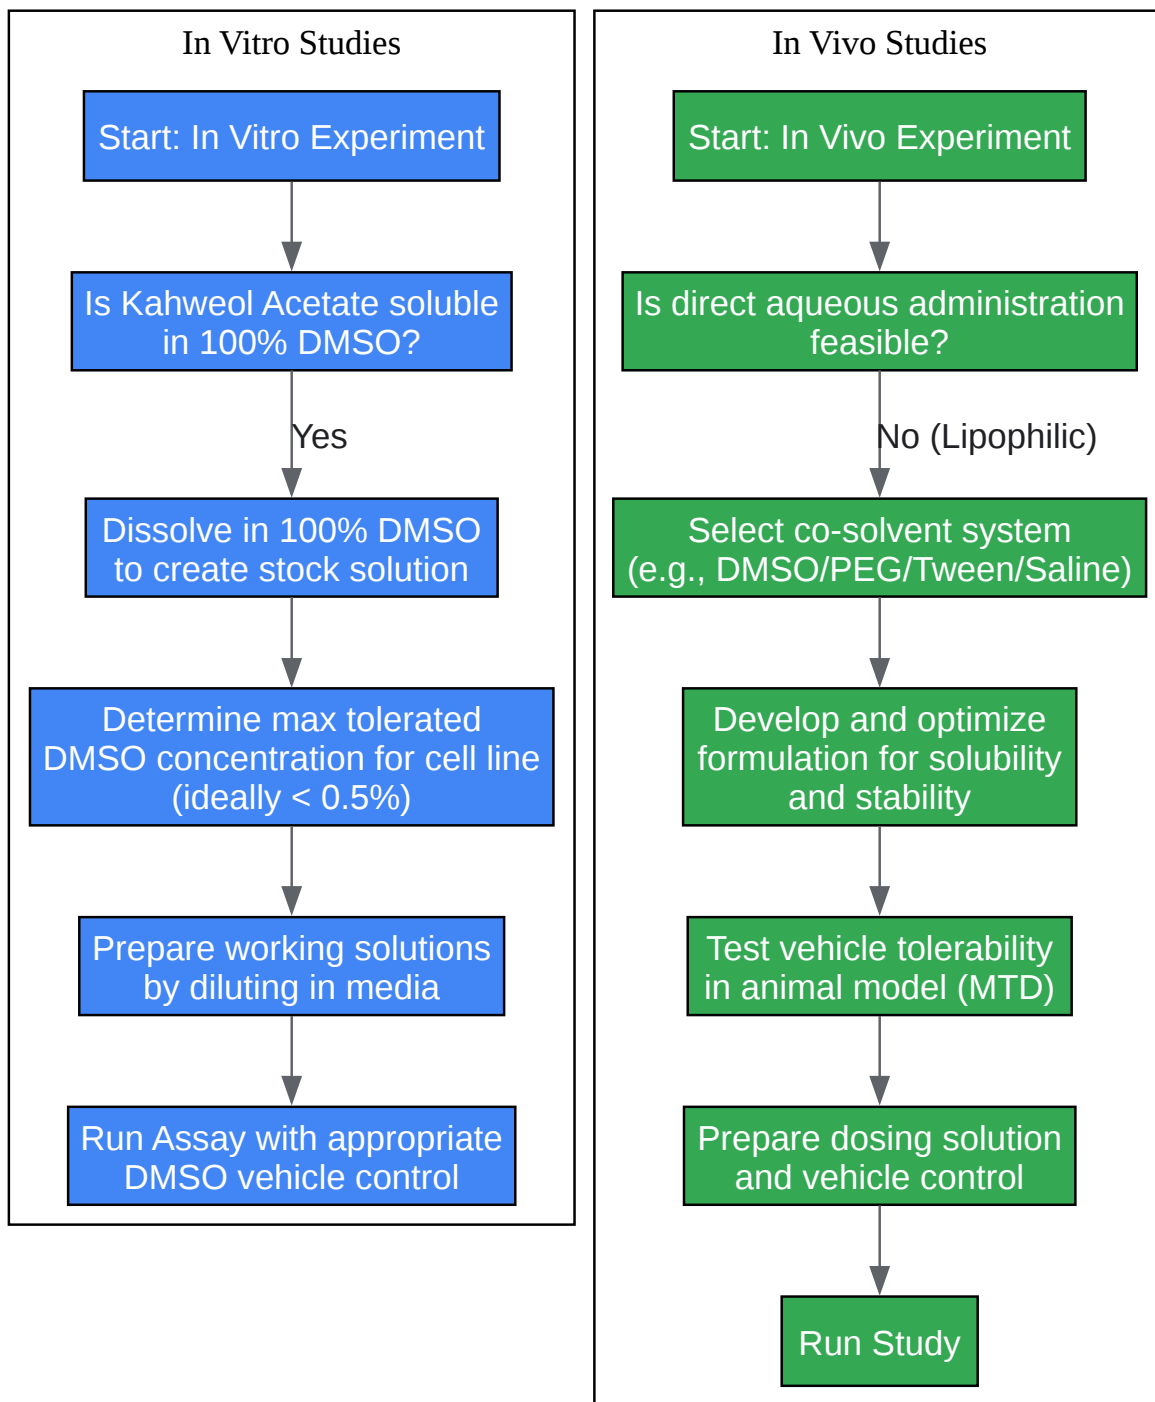 In Vitro Studies
Start: In Vitro Experiment
Is Kahweol Acetate soluble
in 100% DMSO?
Yes
Dissolve in 100% DMSO
to create stock solution
Determine max tolerated
DMSO concentration for cell line
(ideally < 0.5%)
Prepare working solutions
by diluting in media
Run Assay with appropriate
DMSO vehicle control
In Vivo Studies
Start: In Vivo Experiment
Is direct aqueous administration
feasible?
No (Lipophilic)
Select co-solvent system
(e.g., DMSO/PEG/Tween/Saline)
Develop and optimize
formulation for solubility
and stability
Test vehicle tolerability
in animal model (MTD)
Prepare dosing solution
and vehicle control
Run Study